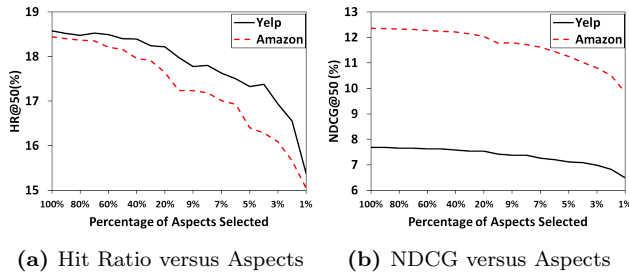 19
18
17
16
15
HR@50(%)
Yelp
Amazon
100% 80% 60% 40% 20% 9% 7% 5% 3% 1%
Percentage of Aspects Selected
(a) Hit Ratio versus Aspects
13
12
11
10
9
8
7
6
NDCG@50 (%)
Yelp
Amazon
100% 80% 60% 40% 20% 9% 7% 5% 3% 1%
Percentage of Aspects Selected
(b) NDCG versus Aspects